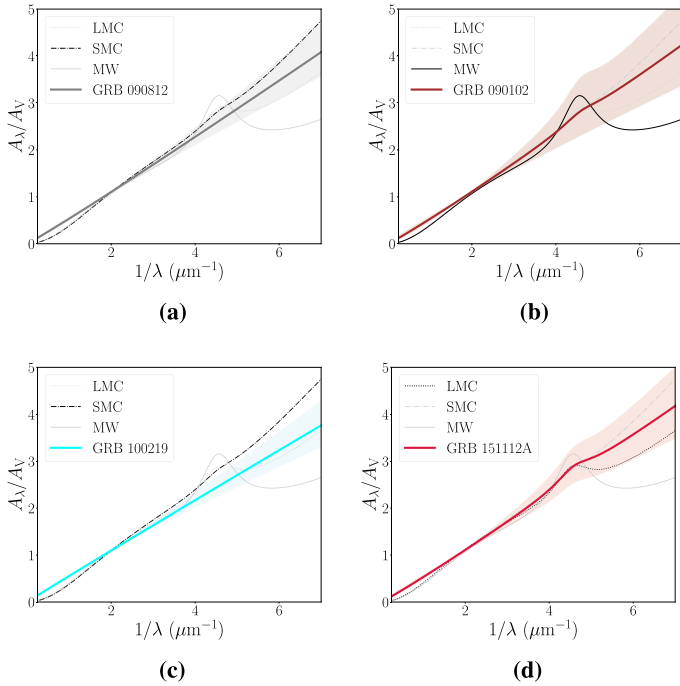 5
4
3
2
1
0
A_λ/A_V
LMC
SMC
MW
GRB 090812
2 4 6
1/λ (μm⁻¹)
(a)
5
4
3
2
1
0
A_λ/A_V
LMC
SMC
MW
GRB 090102
2 4 6
1/λ (μm⁻¹)
(b)
5
4
3
2
1
0
A_λ/A_V
LMC
SMC
MW
GRB 100219
2 4 6
1/λ (μm⁻¹)
(c)
5
4
3
2
1
0
A_λ/A_V
LMC
SMC
MW
GRB 151112A
2 4 6
1/λ (μm⁻¹)
(d)